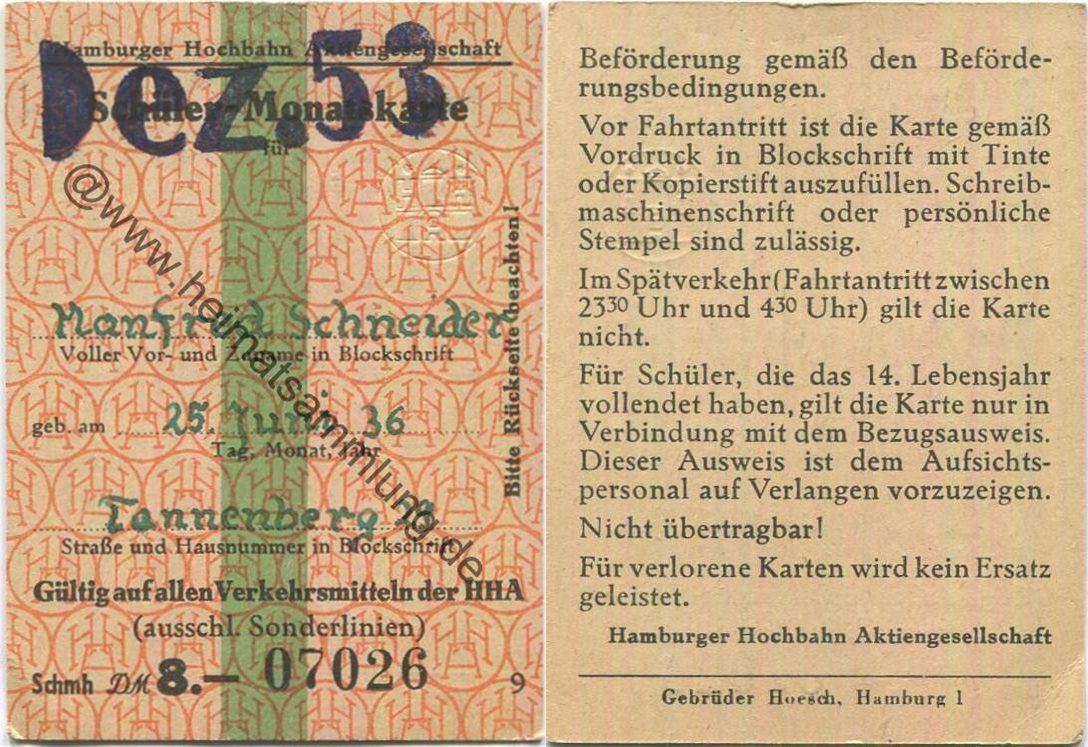 Hamburger Hochbahn Aktiengesellschaft
Dez. 53
Schüler-Monatskarte
für
Manfred Schneider
Voller Vor- und Zuname in Blockschrift
geb. am 25. Juni 36
Tag, Monat, Jahr
Tannenberg
Straße und Hausnummer in Blockschrift
Gültig auf allen Verkehrsmitteln der HHA
(ausschl. Sonderlinien)
Schmh DM 8.— 07026 9
Bitte Rückseite beachten!
@www.heimatsammlung.de
Beförderung gemäß den Beförde-
rungsbedingungen.
Vor Fahrtantritt ist die Karte gemäß
Vordruck in Blockschrift mit Tinte
oder Kopierstift auszufüllen. Schreib-
maschinenschrift oder persönliche
Stempel sind zulässig.
Im Spätverkehr (Fahrtantritt zwischen
23³⁰ Uhr und 4³⁰ Uhr) gilt die Karte
nicht.
Für Schüler, die das 14. Lebensjahr
vollendet haben, gilt die Karte nur in
Verbindung mit dem Bezugsausweis.
Dieser Ausweis ist dem Aufsichts-
personal auf Verlangen vorzuzeigen.
Nicht übertragbar!
Für verlorene Karten wird kein Ersatz
geleistet.
Hamburger Hochbahn Aktiengesellschaft
Gebrüder Hoesch, Hamburg 1